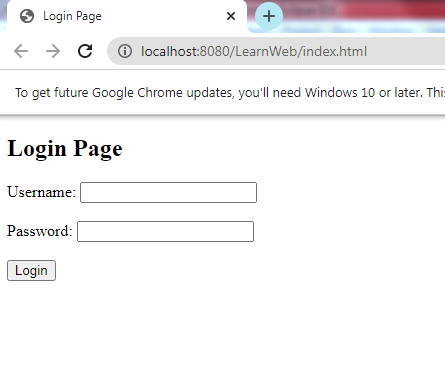 Login Page
localhost:8080/LearnWeb/index.html
To get future Google Chrome updates, you'll need Windows 10 or later. This
Login Page
Username:
Password:
Login